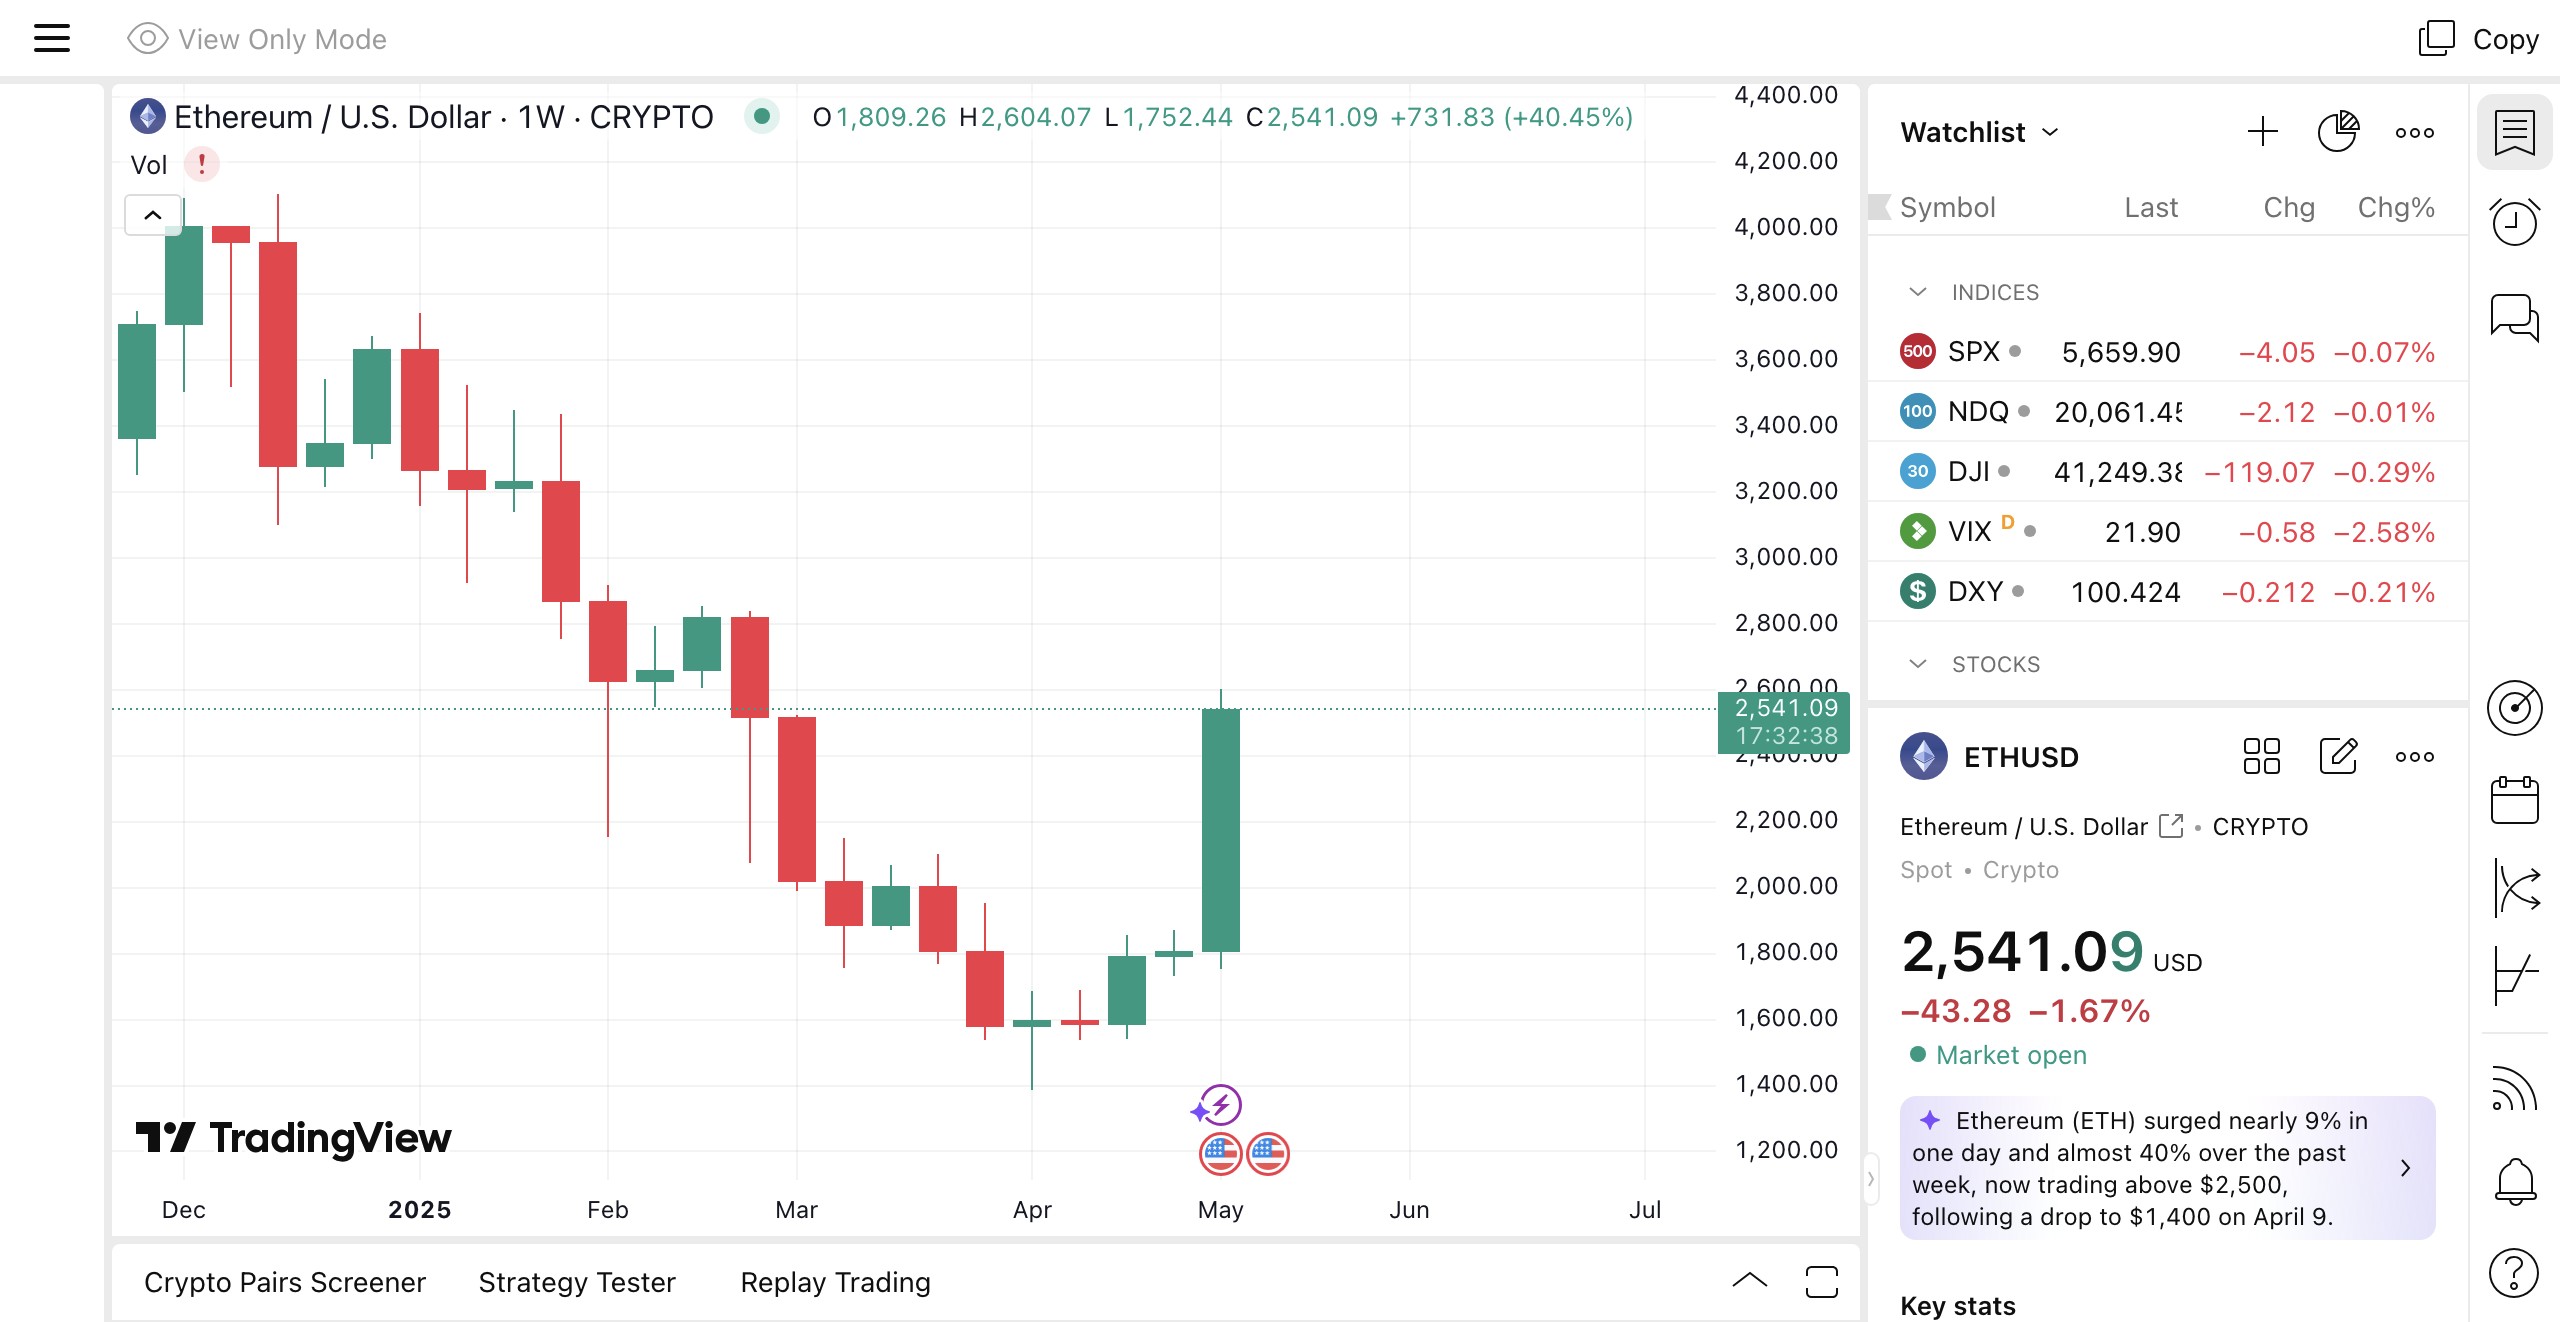 View Only Mode
Copy
Ethereum / U.S. Dollar · 1W · CRYPTO
O1,809.26 H2,604.07 L1,752.44 C2,541.09 +731.83 (+40.45%)
Vol !
4,400.00
4,200.00
4,000.00
3,800.00
3,600.00
3,400.00
3,200.00
3,000.00
2,800.00
2,600.00
2,541.09
17:32:38
2,400.00
2,200.00
2,000.00
1,800.00
1,600.00
1,400.00
1,200.00
TradingView
Dec 2025 Feb Mar Apr May Jun Jul
Crypto Pairs Screener Strategy Tester Replay Trading
Watchlist
Symbol Last Chg Chg%
INDICES
500 SPX 5,659.90 −4.05 −0.07%
100 NDQ 20,061.45 −2.12 −0.01%
30 DJI 41,249.38 −119.07 −0.29%
VIX D 21.90 −0.58 −2.58%
$ DXY 100.424 −0.212 −0.21%
STOCKS
ETHUSD
Ethereum / U.S. Dollar • CRYPTO
Spot • Crypto
2,541.09 USD
−43.28 −1.67%
Market open
Ethereum (ETH) surged nearly 9% in
one day and almost 40% over the past
week, now trading above $2,500,
following a drop to $1,400 on April 9.
Key stats